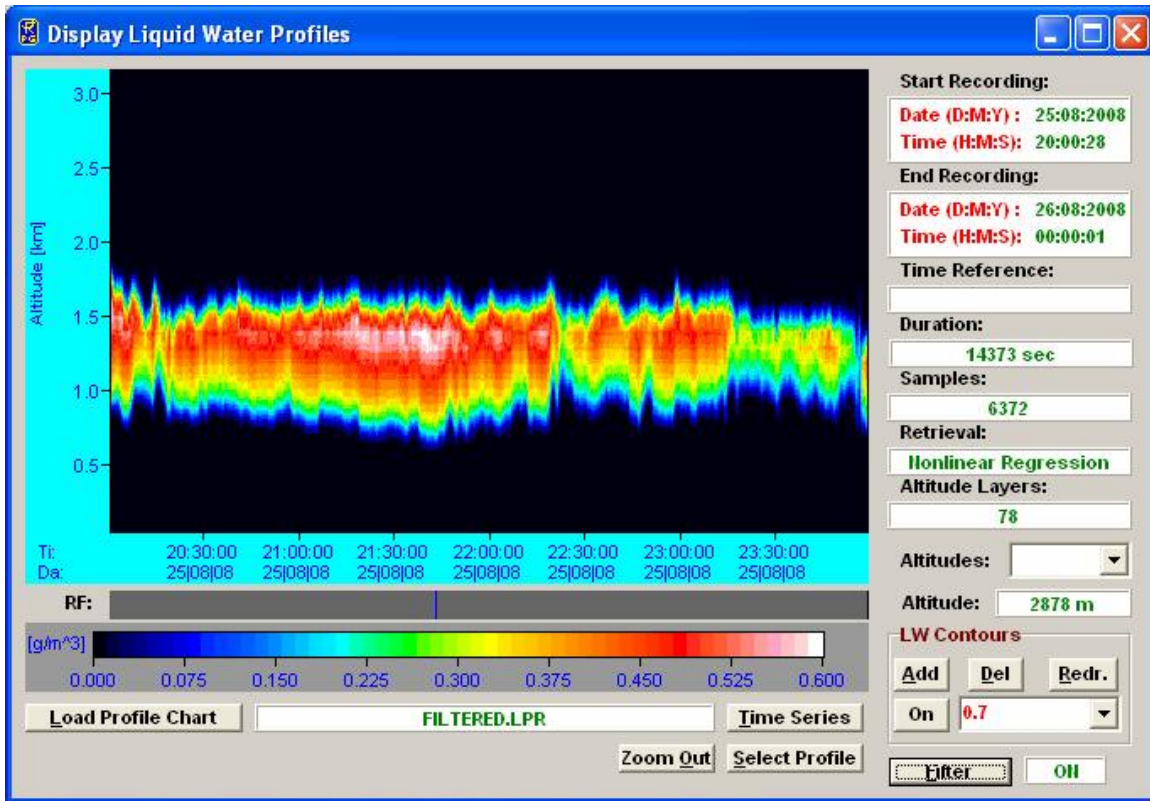 Display Liquid Water Profiles
Altitude [km]
3.0
2.5
2.0
1.5
1.0
0.5
Ti: 20:30:00 21:00:00 21:30:00 22:00:00 22:30:00 23:00:00 23:30:00
Da: 25|08|08 25|08|08 25|08|08 25|08|08 25|08|08 25|08|08 25|08|08
RF:
[g/m^3]
0.000 0.075 0.150 0.225 0.300 0.375 0.450 0.525 0.600
Load Profile Chart FILTERED.LPR Time Series
Zoom Out Select Profile
Start Recording:
Date (D:M:Y) : 25:08:2008
Time (H:M:S): 20:00:28
End Recording:
Date (D:M:Y) : 26:08:2008
Time (H:M:S): 00:00:01
Time Reference:
Duration:
14373 sec
Samples:
6372
Retrieval:
Nonlinear Regression
Altitude Layers:
78
Altitudes:
Altitude: 2878 m
LW Contours
Add Del Redr.
On 0.7
Filter ON